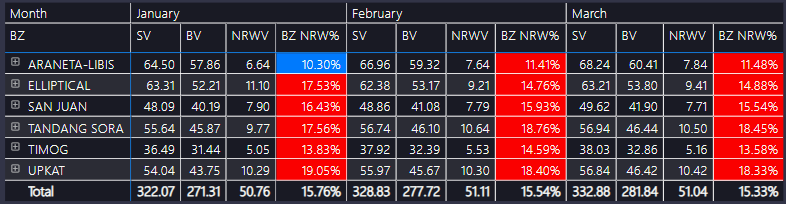 Month January February March
BZ SV BV NRWV BZ NRW% SV BV NRWV BZ NRW% SV BV NRWV BZ NRW%
ARANETA-LIBIS 64.50 57.86 6.64 10.30% 66.96 59.32 7.64 11.41% 68.24 60.41 7.84 11.48%
ELLIPTICAL 63.31 52.21 11.10 17.53% 62.38 53.17 9.21 14.76% 63.21 53.80 9.41 14.88%
SAN JUAN 48.09 40.19 7.90 16.43% 48.86 41.08 7.79 15.93% 49.62 41.90 7.71 15.54%
TANDANG SORA 55.64 45.87 9.77 17.56% 56.74 46.10 10.64 18.76% 56.94 46.44 10.50 18.45%
TIMOG 36.49 31.44 5.05 13.83% 37.92 32.39 5.53 14.59% 38.03 32.86 5.16 13.58%
UPKAT 54.04 43.75 10.29 19.05% 55.97 45.67 10.30 18.40% 56.84 46.42 10.42 18.33%
Total 322.07 271.31 50.76 15.76% 328.83 277.72 51.11 15.54% 332.88 281.84 51.04 15.33%